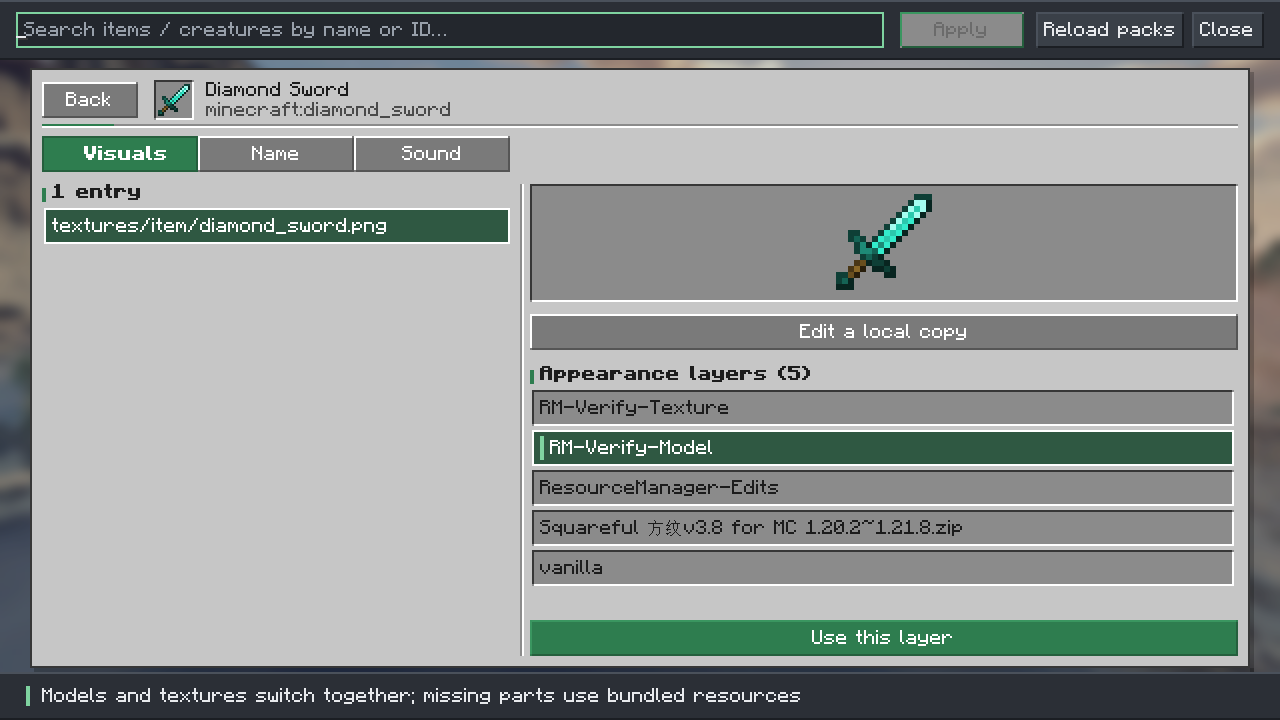 Search items / creatures by name or ID...
Apply
Reload packs
Close
Back
Diamond Sword
minecraft:diamond_sword
Visuals
Name
Sound
1 entry
textures/item/diamond_sword.png
Edit a local copy
Appearance layers (5)
RM-Verify-Texture
RM-Verify-Model
ResourceManager-Edits
Squareful 方纹v3.8 for MC 1.20.2~1.21.8.zip
vanilla
Use this layer
Models and textures switch together; missing parts use bundled resources